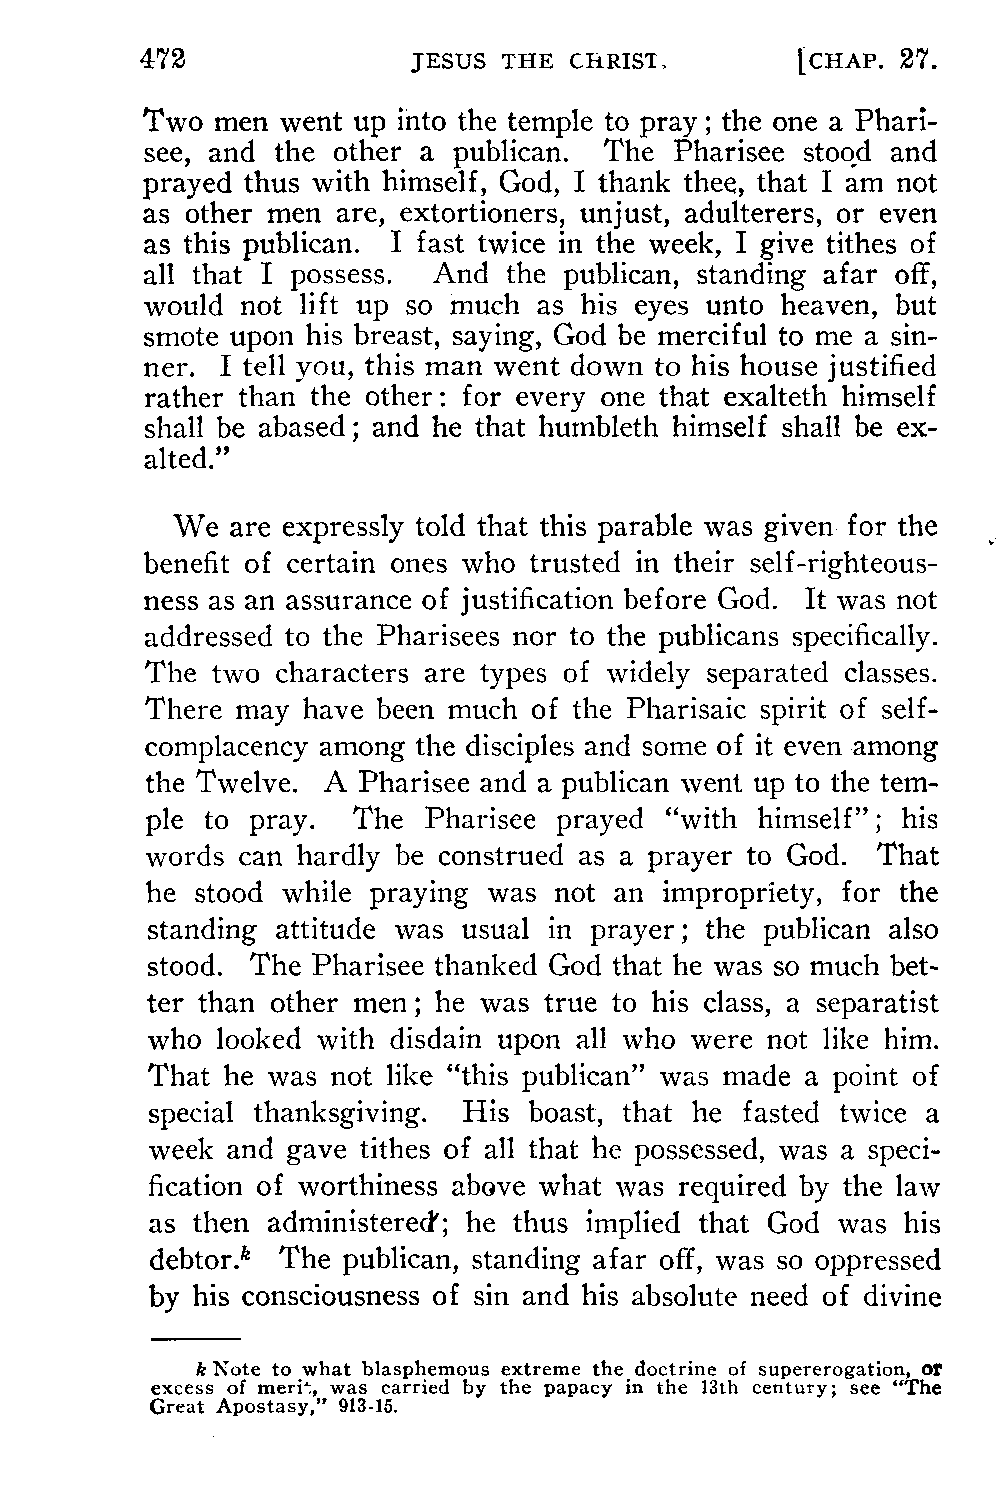 472 JESUS THE CHRIST. [CHAP. 27.
Two men went up into the temple to pray; the one a Phari-
see, and the other a publican. The Pharisee stood and
prayed thus with himself, God, I thank thee, that I am not
as other men are, extortioners, unjust, adulterers, or even
as this publican. I fast twice in the week, I give tithes of
all that I possess. And the publican, standing afar off,
would not lift up so much as his eyes unto heaven, but
smote upon his breast, saying, God be merciful to me a sin-
ner. I tell you, this man went down to his house justified
rather than the other: for every one that exalteth himself
shall be abased; and he that humbleth himself shall be ex-
alted.”
We are expressly told that this parable was given for the
benefit of certain ones who trusted in their self-righteous-
ness as an assurance of justification before God. It was not
addressed to the Pharisees nor to the publicans specifically.
The two characters are types of widely separated classes.
There may have been much of the Pharisaic spirit of self-
complacency among the disciples and some of it even among
the Twelve. A Pharisee and a publican went up to the tem-
ple to pray. The Pharisee prayed “with himself”; his
words can hardly be construed as a prayer to God. That
he stood while praying was not an impropriety, for the
standing attitude was usual in prayer; the publican also
stood. The Pharisee thanked God that he was so much bet-
ter than other men; he was true to his class, a separatist
who looked with disdain upon all who were not like him.
That he was not like “this publican” was made a point of
special thanksgiving. His boast, that he fasted twice a
week and gave tithes of all that he possessed, was a speci-
fication of worthiness above what was required by the law
as then administered; he thus implied that God was his
debtor.k The publican, standing afar off, was so oppressed
by his consciousness of sin and his absolute need of divine
k Note to what blasphemous extreme the doctrine of supererogation, or
excess of merit, was carried by the papacy in the 13th century; see “The
Great Apostasy,” 913-15.